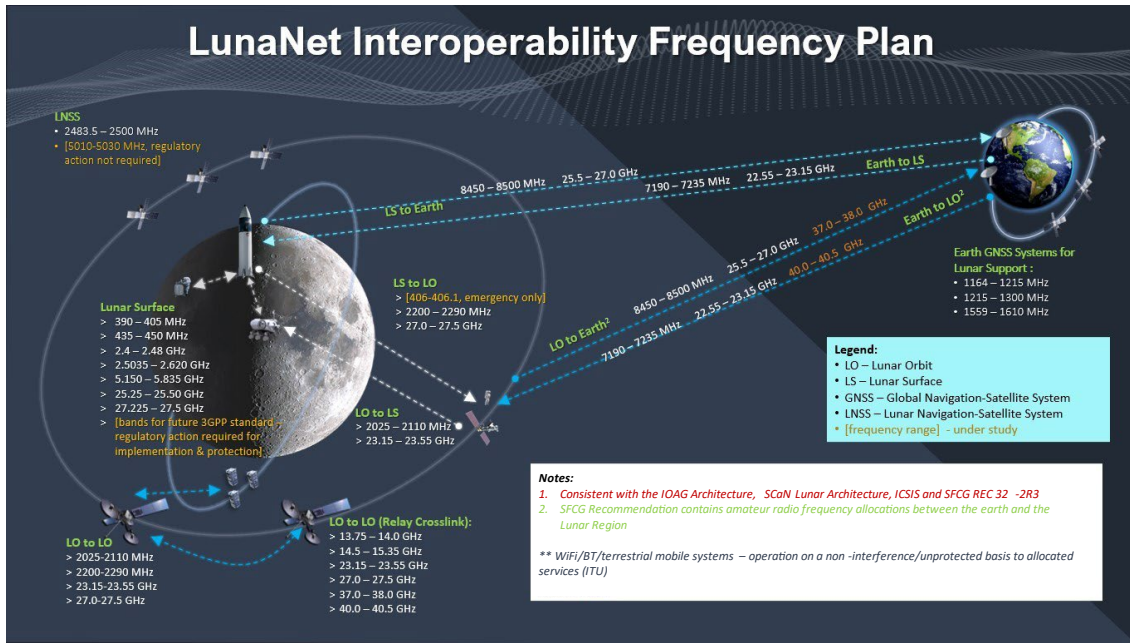 LunaNet Interoperability Frequency Plan
LNSS
• 2483.5 – 2500 MHz
• [5010-5030 MHz, regulatory
action not required]
8450 – 8500 MHz 25.5 – 27.0 GHz
Earth to LS
7190 – 7235 MHz 22.55 – 23.15 GHz
LS to Earth
Earth to LO2
37.0 – 38.0 GHz
25.5 – 27.0 GHz
8450 – 8500 MHz
40.0 – 40.5 GHz
22.55 – 23.15 GHz
7190 – 7235 MHz
LO to Earth2
Earth GNSS Systems for
Lunar Support :
• 1164 – 1215 MHz
• 1215 – 1300 MHz
• 1559 – 1610 MHz
LS to LO
> [406-406.1, emergency only]
> 2200 – 2290 MHz
> 27.0 – 27.5 GHz
Lunar Surface
> 390 – 405 MHz
> 435 – 450 MHz
> 2.4 – 2.48 GHz
> 2.5035 – 2.620 GHz
> 5.150 – 5.835 GHz
> 25.25 – 25.50 GHz
> 27.225 – 27.5 GHz
> [bands for future 3GPP standard -
regulatory action required for
implementation & protection]
LO to LS
> 2025 – 2110 MHz
> 23.15 – 23.55 GHz
Legend:
• LO – Lunar Orbit
• LS – Lunar Surface
• GNSS – Global Navigation-Satellite System
• LNSS – Lunar Navigation-Satellite System
• [frequency range] - under study
Notes:
1. Consistent with the IOAG Architecture, SCaN Lunar Architecture, ICSIS and SFCG REC 32 -2R3
2. SFCG Recommendation contains amateur radio frequency allocations between the earth and the
Lunar Region
** WiFi/BT/terrestrial mobile systems – operation on a non -interference/unprotected basis to allocated
services (ITU)
LO to LO
> 2025-2110 MHz
> 2200-2290 MHz
> 23.15-23.55 GHz
> 27.0-27.5 GHz
LO to LO (Relay Crosslink):
> 13.75 – 14.0 GHz
> 14.5 – 15.35 GHz
> 23.15 – 23.55 GHz
> 27.0 – 27.5 GHz
> 37.0 – 38.0 GHz
> 40.0 – 40.5 GHz